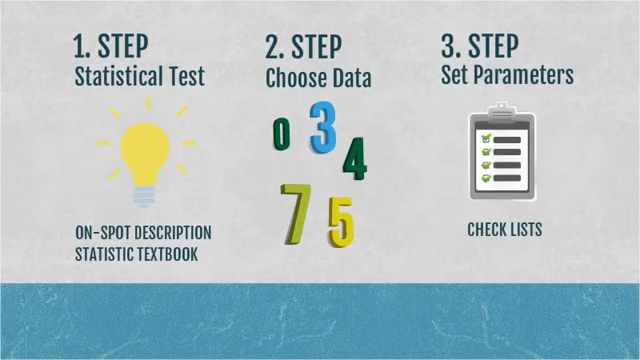 1. STEP
Statistical Test
ON-SPOT DESCRIPTION
STATISTIC TEXTBOOK
2. STEP
Choose Data
0 3
4
7 5
3. STEP
Set Parameters
CHECK LISTS